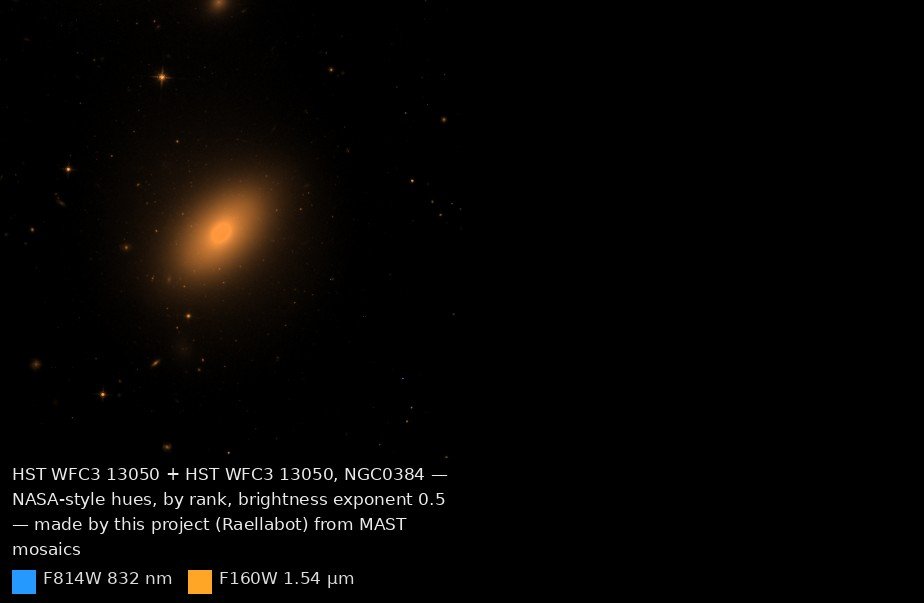 HST WFC3 13050 + HST WFC3 13050, NGC0384 —
NASA-style hues, by rank, brightness exponent 0.5
— made by this project (Raellabot) from MAST
mosaics
F814W 832 nm F160W 1.54 µm